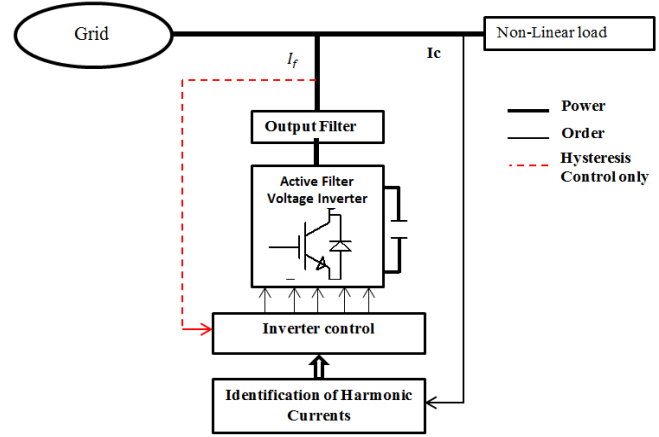 Grid
Non-Linear load
I_f
Ic
Power
Order
Hysteresis
Control only
Output Filter
Active Filter
Voltage Inverter
Inverter control
Identification of Harmonic
Currents